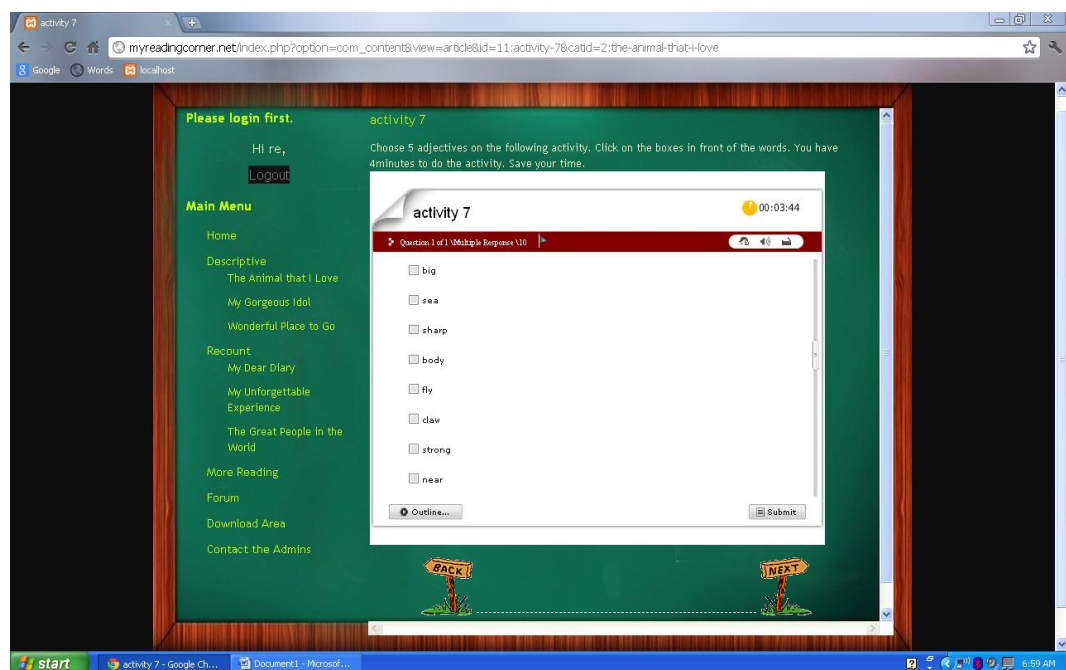 activity 7
myreadingcorner.net/index.php?option=com_content&view=article&id=11:activity-7&catid=2:the-animal-that-i-love
Google Words localhost
Please login first.
Hi re,
Logout
Main Menu
Home
Descriptive
The Animal that I Love
My Gorgeous Idol
Wonderful Place to Go
Recount
My Dear Diary
My Unforgettable
Experience
The Great People in the
World
More Reading
Forum
Download Area
Contact the Admins
activity 7
Choose 5 adjectives on the following activity. Click on the boxes in front of the words. You have
4minutes to do the activity. Save your time.
activity 7
00:03:44
Question 1 of 1 \Multiple Response \10
big
sea
sharp
body
fly
claw
strong
near
Outline...
Submit
BACK
NEXT
start
activity 7 - Google Ch...
Document1 - Microsof...
6:59 AM